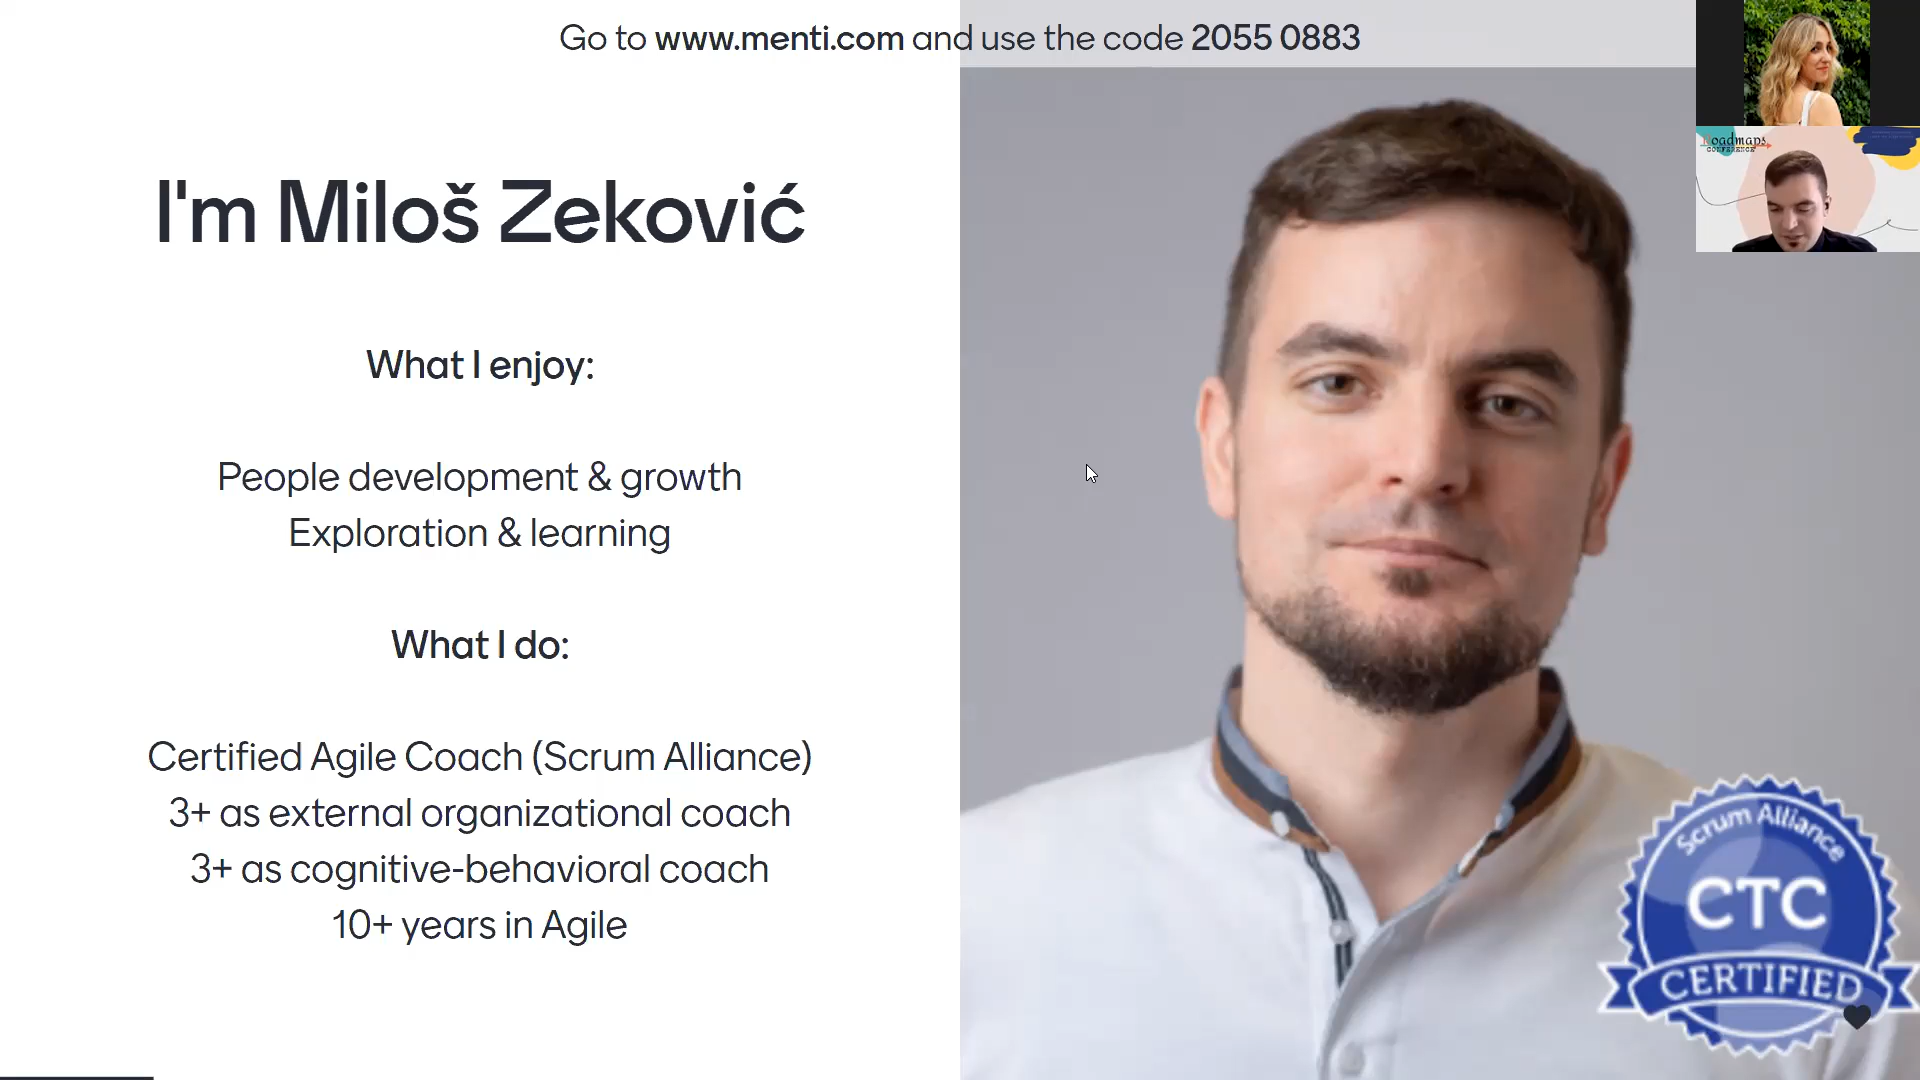 Go to www.menti.com and use the code 2055 0883
I'm Miloš Zeković
What I enjoy:
People development & growth
Exploration & learning
What I do:
Certified Agile Coach (Scrum Alliance)
3+ as external organizational coach
3+ as cognitive-behavioral coach
10+ years in Agile
Roadmaps
CONFERENCE
Scrum Alliance
CTC
CERTIFIED